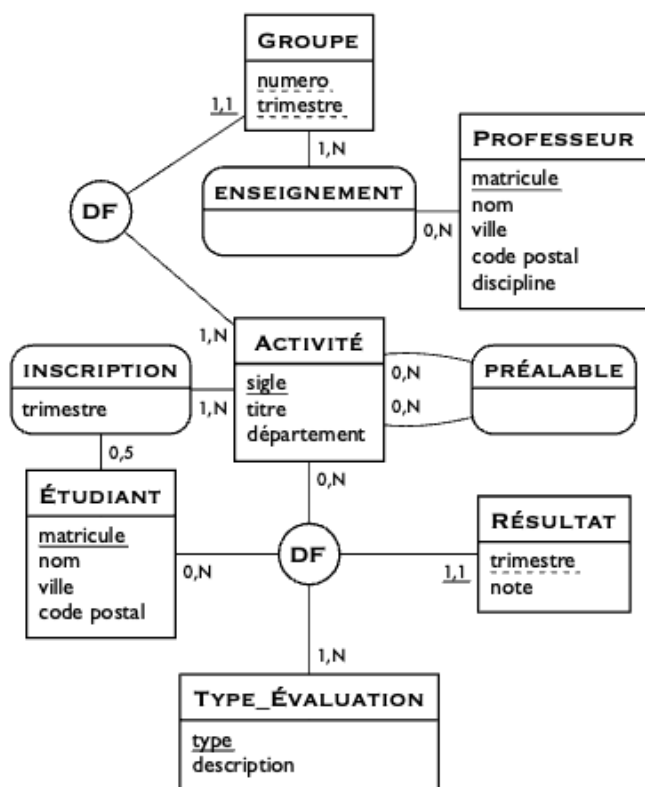 GROUPE
numero
trimestre
1,1
1,N
PROFESSEUR
matricule
nom
ville
code postal
discipline
ENSEIGNEMENT
0,N
DF
1,N
ACTIVITÉ
sigle
titre
département
INSCRIPTION
trimestre
1,N
0,N
0,N
PRÉALABLE
0,5
0,N
ÉTUDIANT
matricule
nom
ville
code postal
0,N
DF
1,1
RÉSULTAT
trimestre
note
1,N
TYPE_ÉVALUATION
type
description